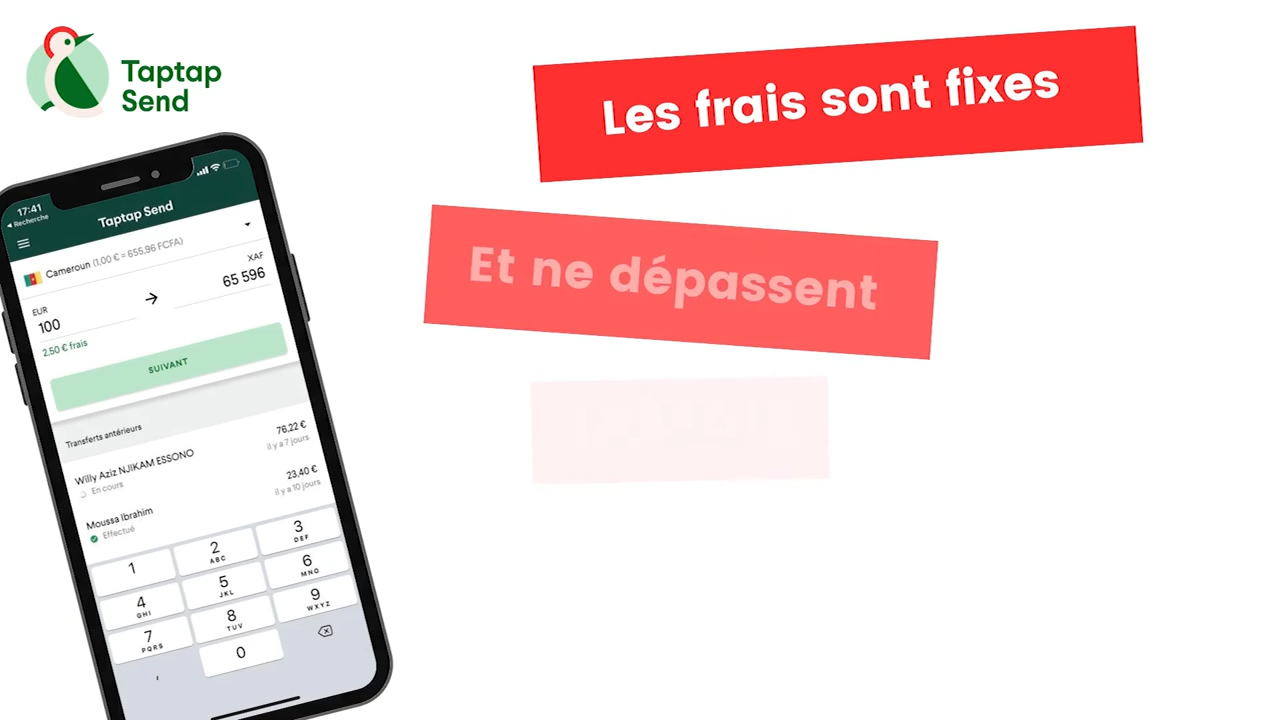 Taptap
Send
Les frais sont fixes
Et ne dépassent
17:41
Recherche
Taptap Send
Cameroun (1,00 € = 655,96 FCFA)
XAF
65 596
EUR
100
2,50 € frais
SUIVANT
Transferts antérieurs
Willy Aziz NJIKAM ESSONO
76,22 €
En cours
il y a 7 jours
Moussa Ibrahim
23,40 €
Effectué
il y a 10 jours
1
2
ABC
3
DEF
4
GHI
5
JKL
6
MNO
7
PQRS
8
TUV
9
WXYZ
,
0